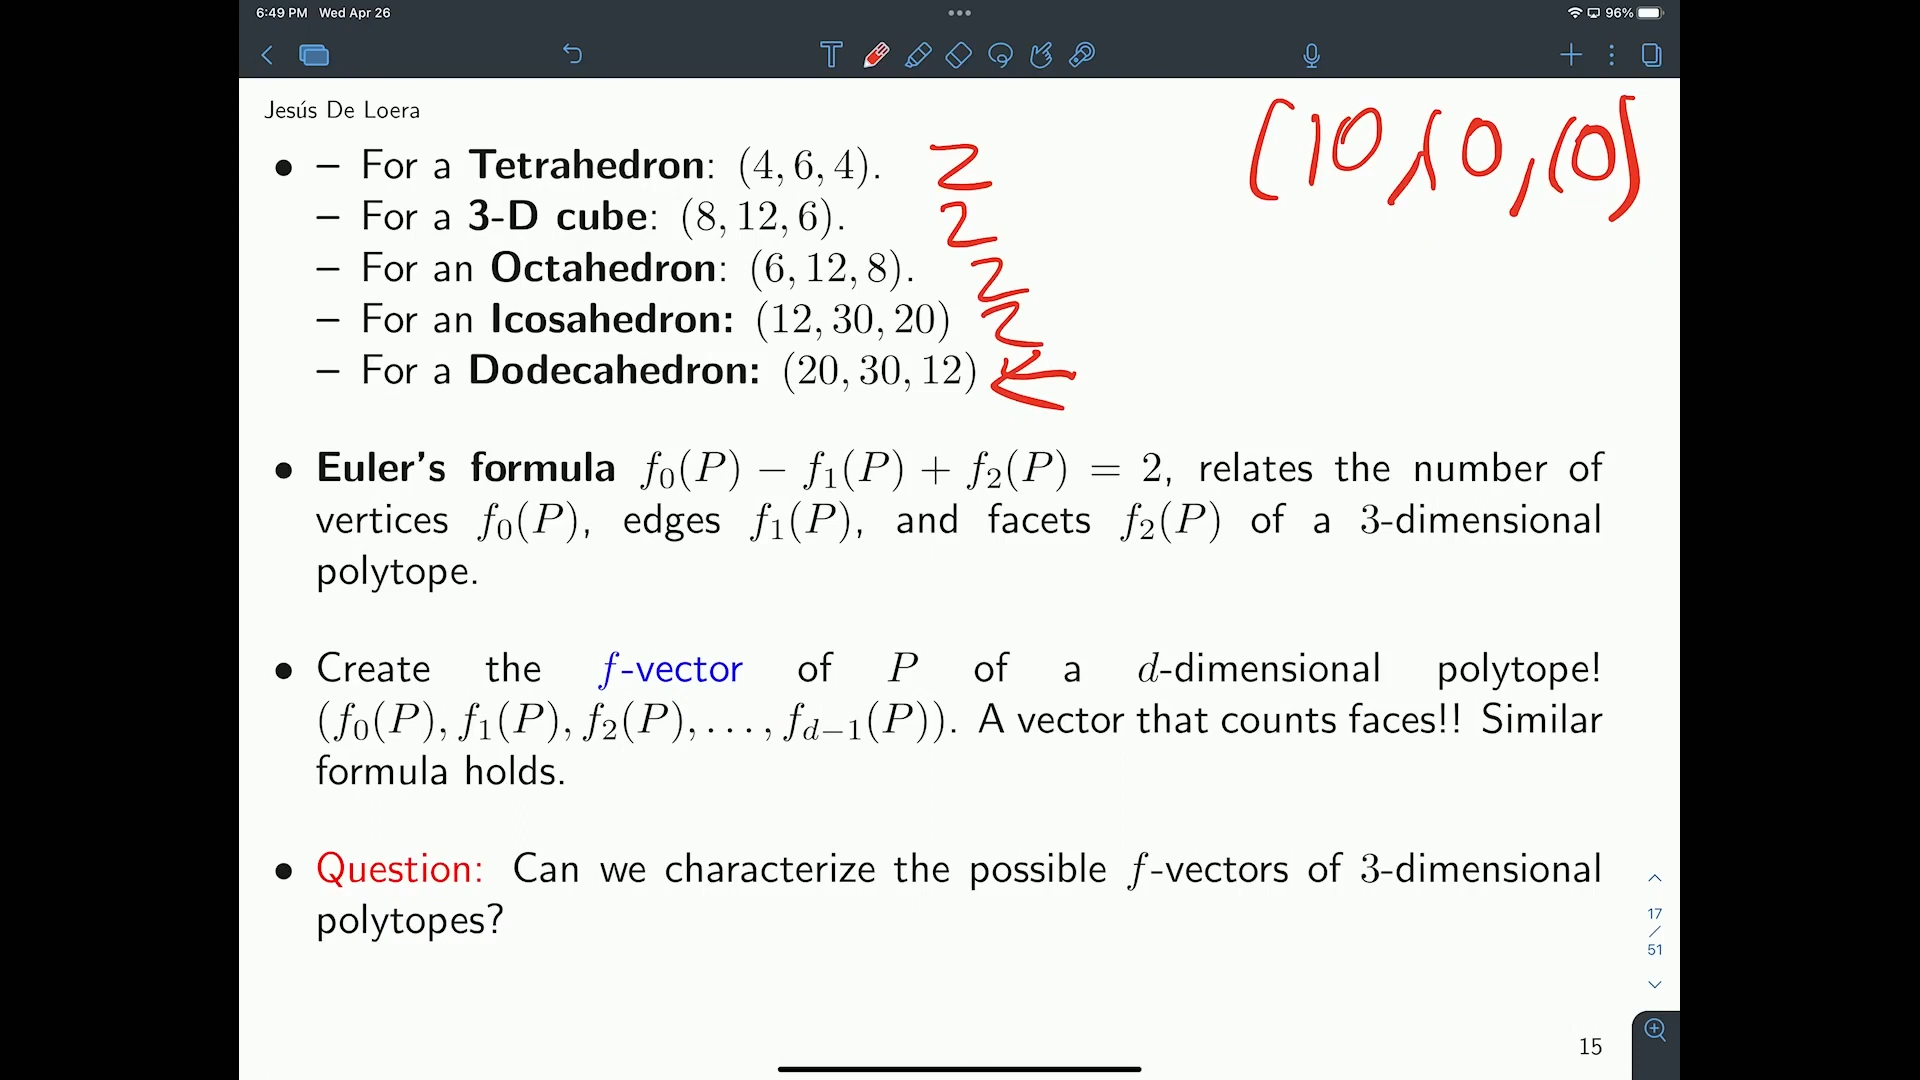 6:49 PM Wed Apr 26
96%
Jesús De Loera
(10, 10, 10)
• – For a Tetrahedron: (4, 6, 4). 2
– For a 3-D cube: (8, 12, 6). 2
– For an Octahedron: (6, 12, 8). 2
– For an Icosahedron: (12, 30, 20) 2
– For a Dodecahedron: (20, 30, 12)
• Euler's formula f₀(P) − f₁(P) + f₂(P) = 2, relates the number of
vertices f₀(P), edges f₁(P), and facets f₂(P) of a 3-dimensional
polytope.
• Create the f-vector of P of a d-dimensional polytope!
(f₀(P), f₁(P), f₂(P), . . . , f_{d−1}(P)). A vector that counts faces!! Similar
formula holds.
• Question: Can we characterize the possible f-vectors of 3-dimensional
polytopes?
17
/
51
15